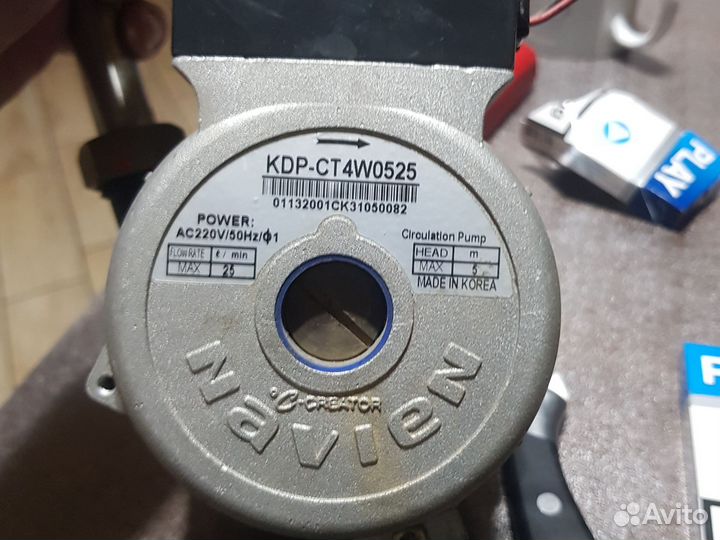 KDP-CT4W0525
01132001CK31050082
POWER:
AC220V/50Hz/ϕ1
FLOW RATE ℓ / min
MAX 25
Circulation Pump
HEAD m
MAX 5
MADE IN KOREA
°C-CREATOR
NAVIEN
PLAY
F
Avito